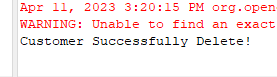 Apr 11, 2023 3:20:15 PM org.open
WARNING: Unable to find an exact
Customer Successfully Delete!